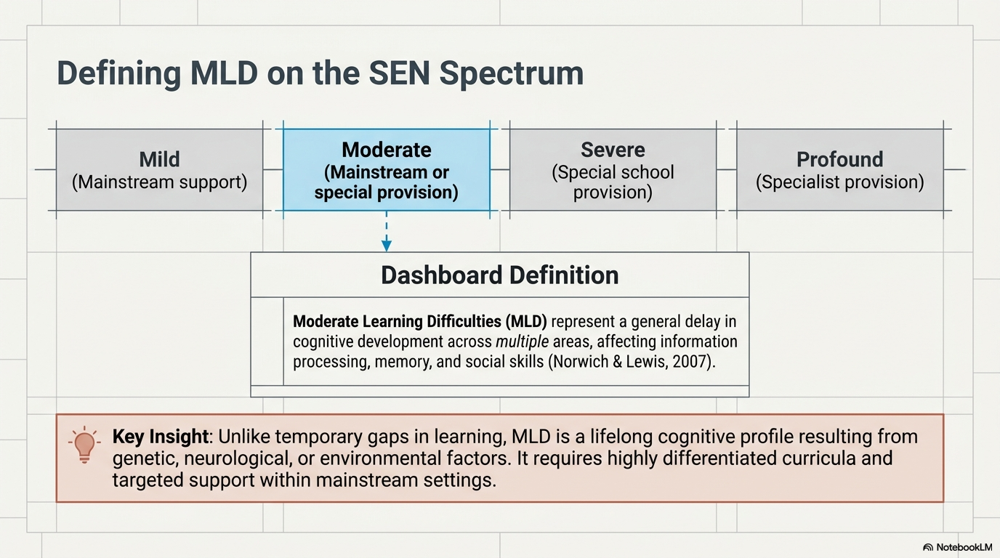 Defining MLD on the SEN Spectrum
Mild
(Mainstream support)
Moderate
(Mainstream or
special provision)
Severe
(Special school
provision)
Profound
(Specialist provision)
Dashboard Definition
Moderate Learning Difficulties (MLD) represent a general delay in
cognitive development across multiple areas, affecting information
processing, memory, and social skills (Norwich & Lewis, 2007).
Key Insight: Unlike temporary gaps in learning, MLD is a lifelong cognitive profile resulting from
genetic, neurological, or environmental factors. It requires highly differentiated curricula and
targeted support within mainstream settings.
NotebookLM